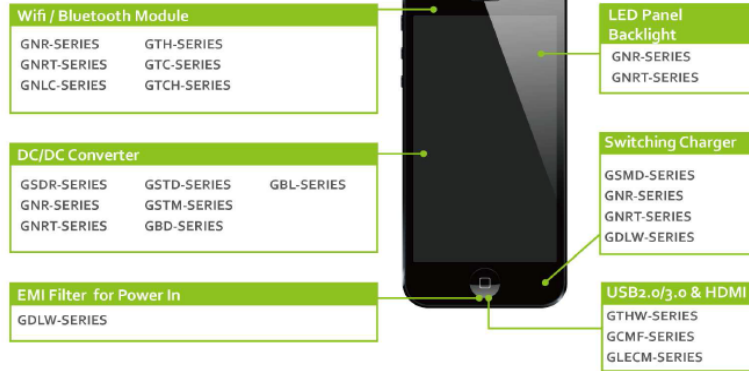 Wifi / Bluetooth Module
GNR-SERIES GTH-SERIES
GNRT-SERIES GTC-SERIES
GNLC-SERIES GTCH-SERIES
DC/DC Converter
GSDR-SERIES GSTD-SERIES GBL-SERIES
GNR-SERIES GSTM-SERIES
GNRT-SERIES GBD-SERIES
EMI Filter for Power In
GDLW-SERIES
LED Panel
Backlight
GNR-SERIES
GNRT-SERIES
Switching Charger
GSMD-SERIES
GNR-SERIES
GNRT-SERIES
GDLW-SERIES
USB2.0/3.0 & HDMI
GTHW-SERIES
GCMF-SERIES
GLECM-SERIES